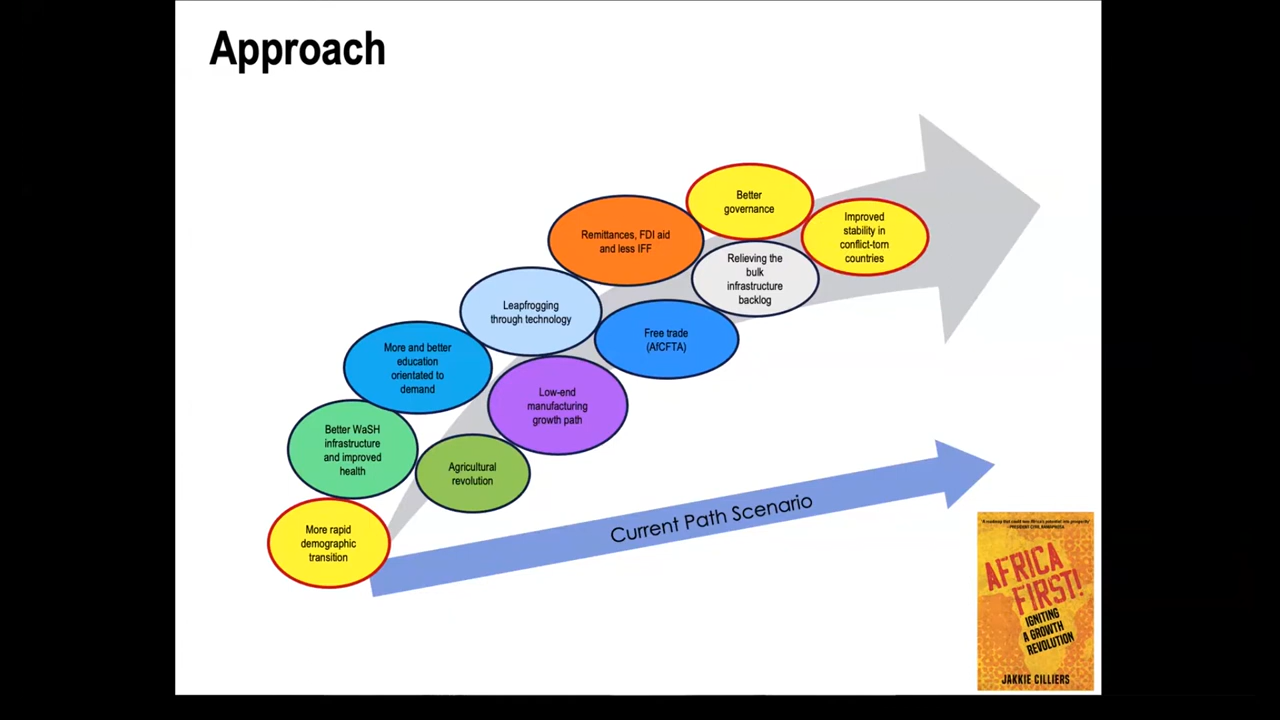 Approach
Better
governance
Improved
stability in
conflict-torn
countries
Remittances, FDI aid
and less IFF
Relieving the
bulk
infrastructure
backlog
Leapfrogging
through technology
Free trade
(AfCFTA)
More and better
education
orientated to
demand
Low-end
manufacturing
growth path
Better WaSH
infrastructure
and improved
health
Agricultural
revolution
More rapid
demographic
transition
Current Path Scenario
AFRICA
FIRST!
IGNITING
A GROWTH
REVOLUTION
JAKKIE CILLIERS